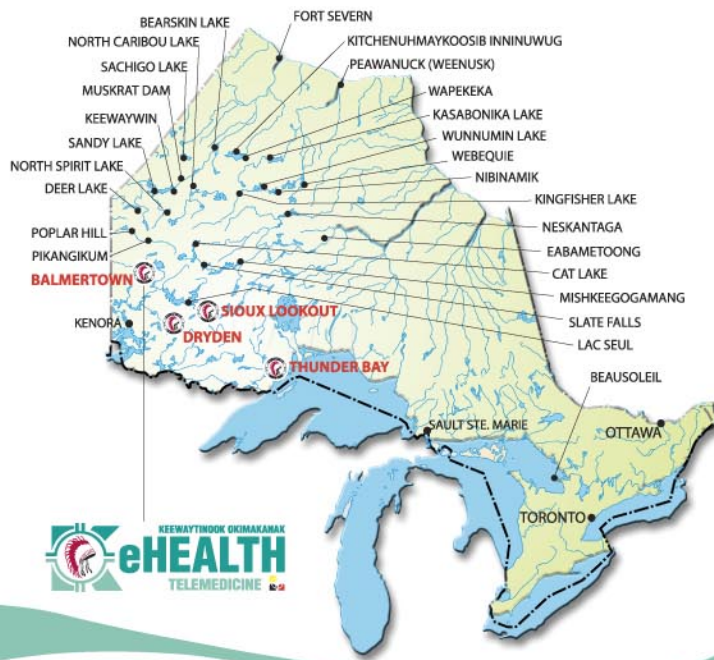 BEARSKIN LAKE
NORTH CARIBOU LAKE
SACHIGO LAKE
MUSKRAT DAM
KEEWAYWIN
SANDY LAKE
NORTH SPIRIT LAKE
DEER LAKE
POPLAR HILL
PIKANGIKUM
BALMERTOWN
KENORA
FORT SEVERN
KITCHENUHMAYKOOSIB INNINUWUG
PEAWANUCK (WEENUSK)
WAPEKEKA
KASABONIKA LAKE
WUNNUMIN LAKE
WEBEQUIE
NIBINAMIK
KINGFISHER LAKE
NESKANTAGA
EABAMETOONG
CAT LAKE
MISHKEEGOGAMANG
SLATE FALLS
LAC SEUL
BEAUSOLEIL
SIOUX LOOKOUT
DRYDEN
THUNDER BAY
SAULT STE. MARIE
OTTAWA
TORONTO
KEEWAYTINOOK OKIMAKANAK
eHEALTH
TELEMEDICINE